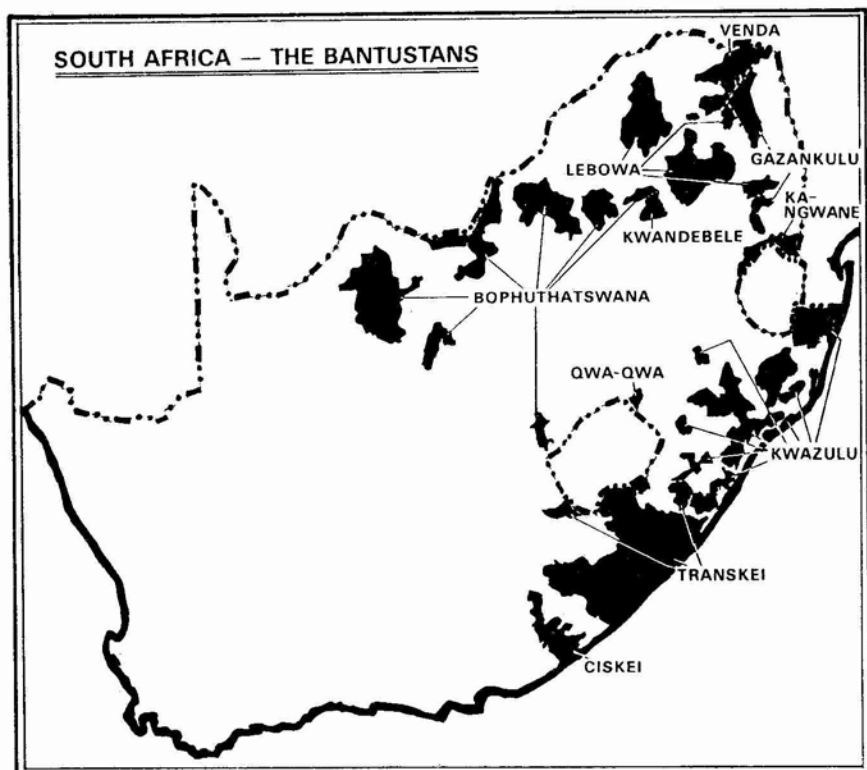 SOUTH AFRICA — THE BANTUSTANS
VENDA
LEBOWA
GAZANKULU
KA-
NGWANE
KWANDEBELE
BOPHUTHATSWANA
QWA-QWA
KWAZULU
TRANSKEI
CISKEI